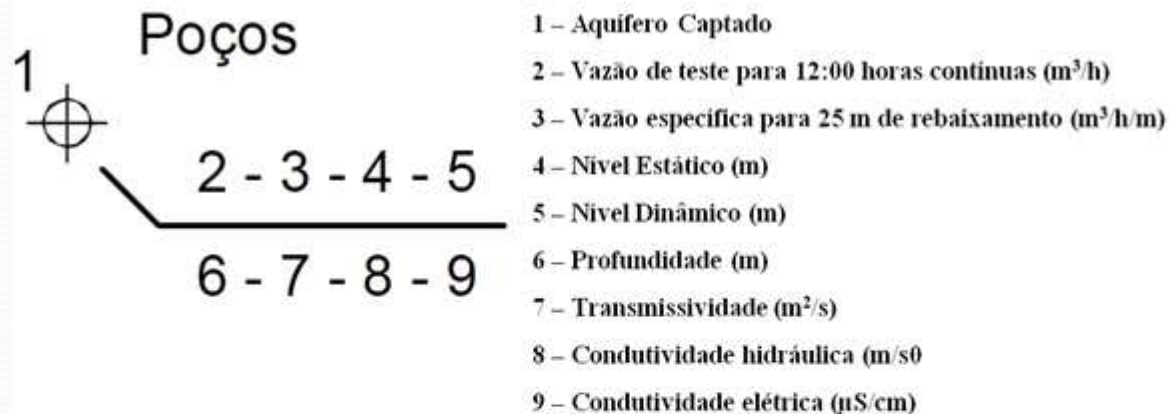 Poços
1
2 - 3 - 4 - 5
6 - 7 - 8 - 9
1 – Aquífero Captado
2 – Vazão de teste para 12:00 horas contínuas (m³/h)
3 – Vazão específica para 25 m de rebaixamento (m³/h/m)
4 – Nível Estático (m)
5 – Nível Dinâmico (m)
6 – Profundidade (m)
7 – Transmissividade (m²/s)
8 – Condutividade hidráulica (m/s0
9 – Condutividade elétrica (µS/cm)